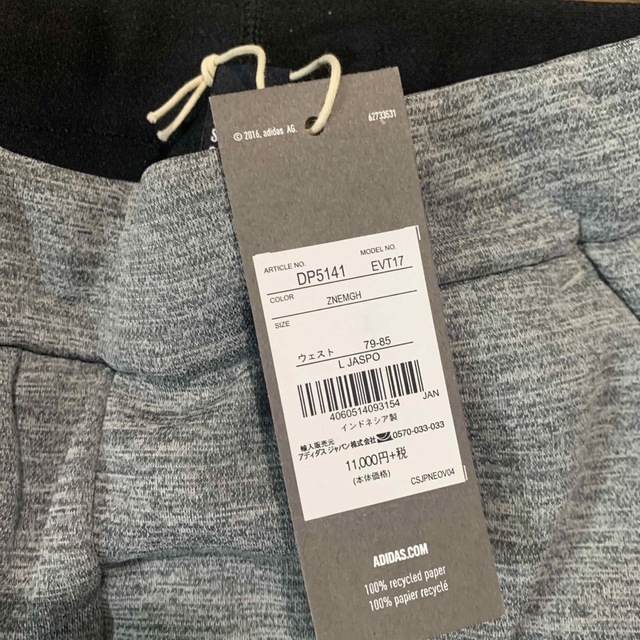 © 2016, adidas AG.
62733531
ARTICLE NO.
MODEL NO.
DP5141
EVT17
COLOR
ZNEMGH
SIZE
ウェスト 79-85
L JASPO
4060514093154
JAN
インドネシア製
輸入販売元
アディダス ジャパン株式会社 0570-033-033
11,000円+税
(本体価格)
CSJPNEOV04
ADIDAS.COM
100% recycled paper
100% papier recyclé